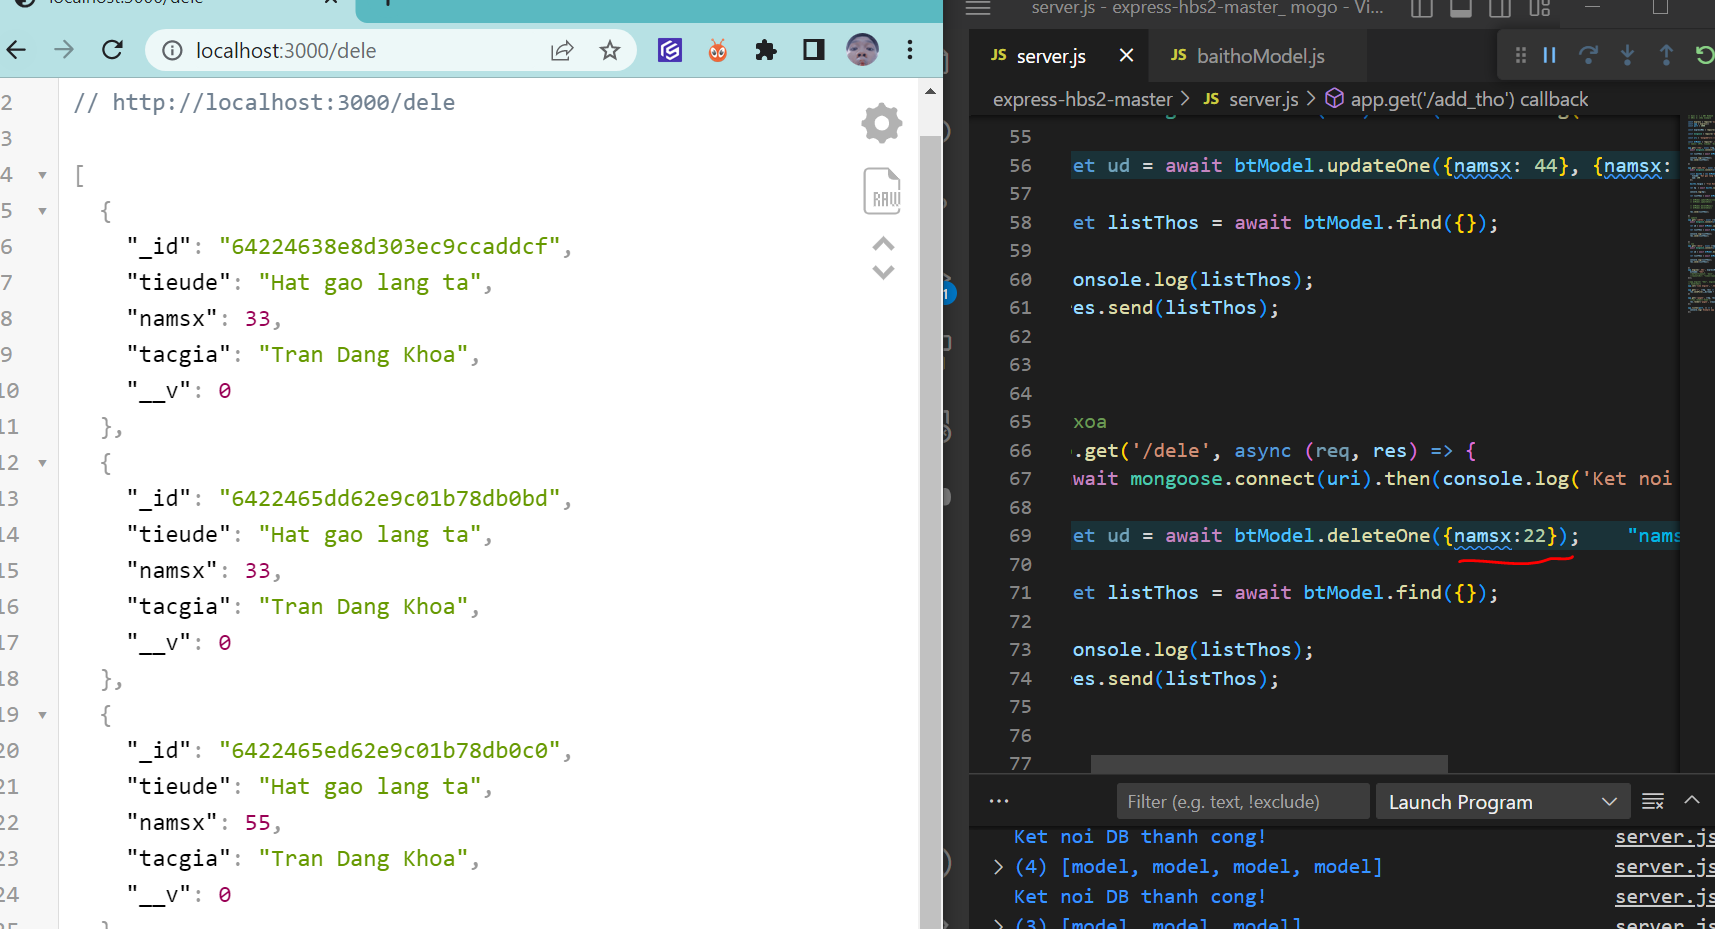 localhost:3000/dele
localhost:3000/dele
2 // http://localhost:3000/dele
3
4 [
5 {
6 "_id": "64224638e8d303ec9ccaddcf",
7 "tieude": "Hat gao lang ta",
8 "namsx": 33,
9 "tacgia": "Tran Dang Khoa",
10 "__v": 0
11 },
12 {
13 "_id": "6422465dd62e9c01b78db0bd",
14 "tieude": "Hat gao lang ta",
15 "namsx": 33,
16 "tacgia": "Tran Dang Khoa",
17 "__v": 0
18 },
19 {
20 "_id": "6422465ed62e9c01b78db0c0",
21 "tieude": "Hat gao lang ta",
22 "namsx": 55,
23 "tacgia": "Tran Dang Khoa",
24 "__v": 0
RAW
server.js - express-hbs2-master_ mogo - Vi...
JS server.js
JS baithoModel.js
express-hbs2-master > JS server.js > app.get('/add_tho') callback
55
56 et ud = await btModel.updateOne({namsx: 44}, {namsx:
57
58 et listThos = await btModel.find({});
59
60 onsole.log(listThos);
61 es.send(listThos);
62
63
64
65 xoa
66 .get('/dele', async (req, res) => {
67 wait mongoose.connect(uri).then(console.log('Ket noi
68
69 et ud = await btModel.deleteOne({namsx:22}); "nams
70
71 et listThos = await btModel.find({});
72
73 onsole.log(listThos);
74 es.send(listThos);
75
76
77
1
Filter (e.g. text, !exclude)
Launch Program
Ket noi DB thanh cong! server.js
(4) [model, model, model, model] server.js
Ket noi DB thanh cong! server.js
(3) [model, model, model] server.js